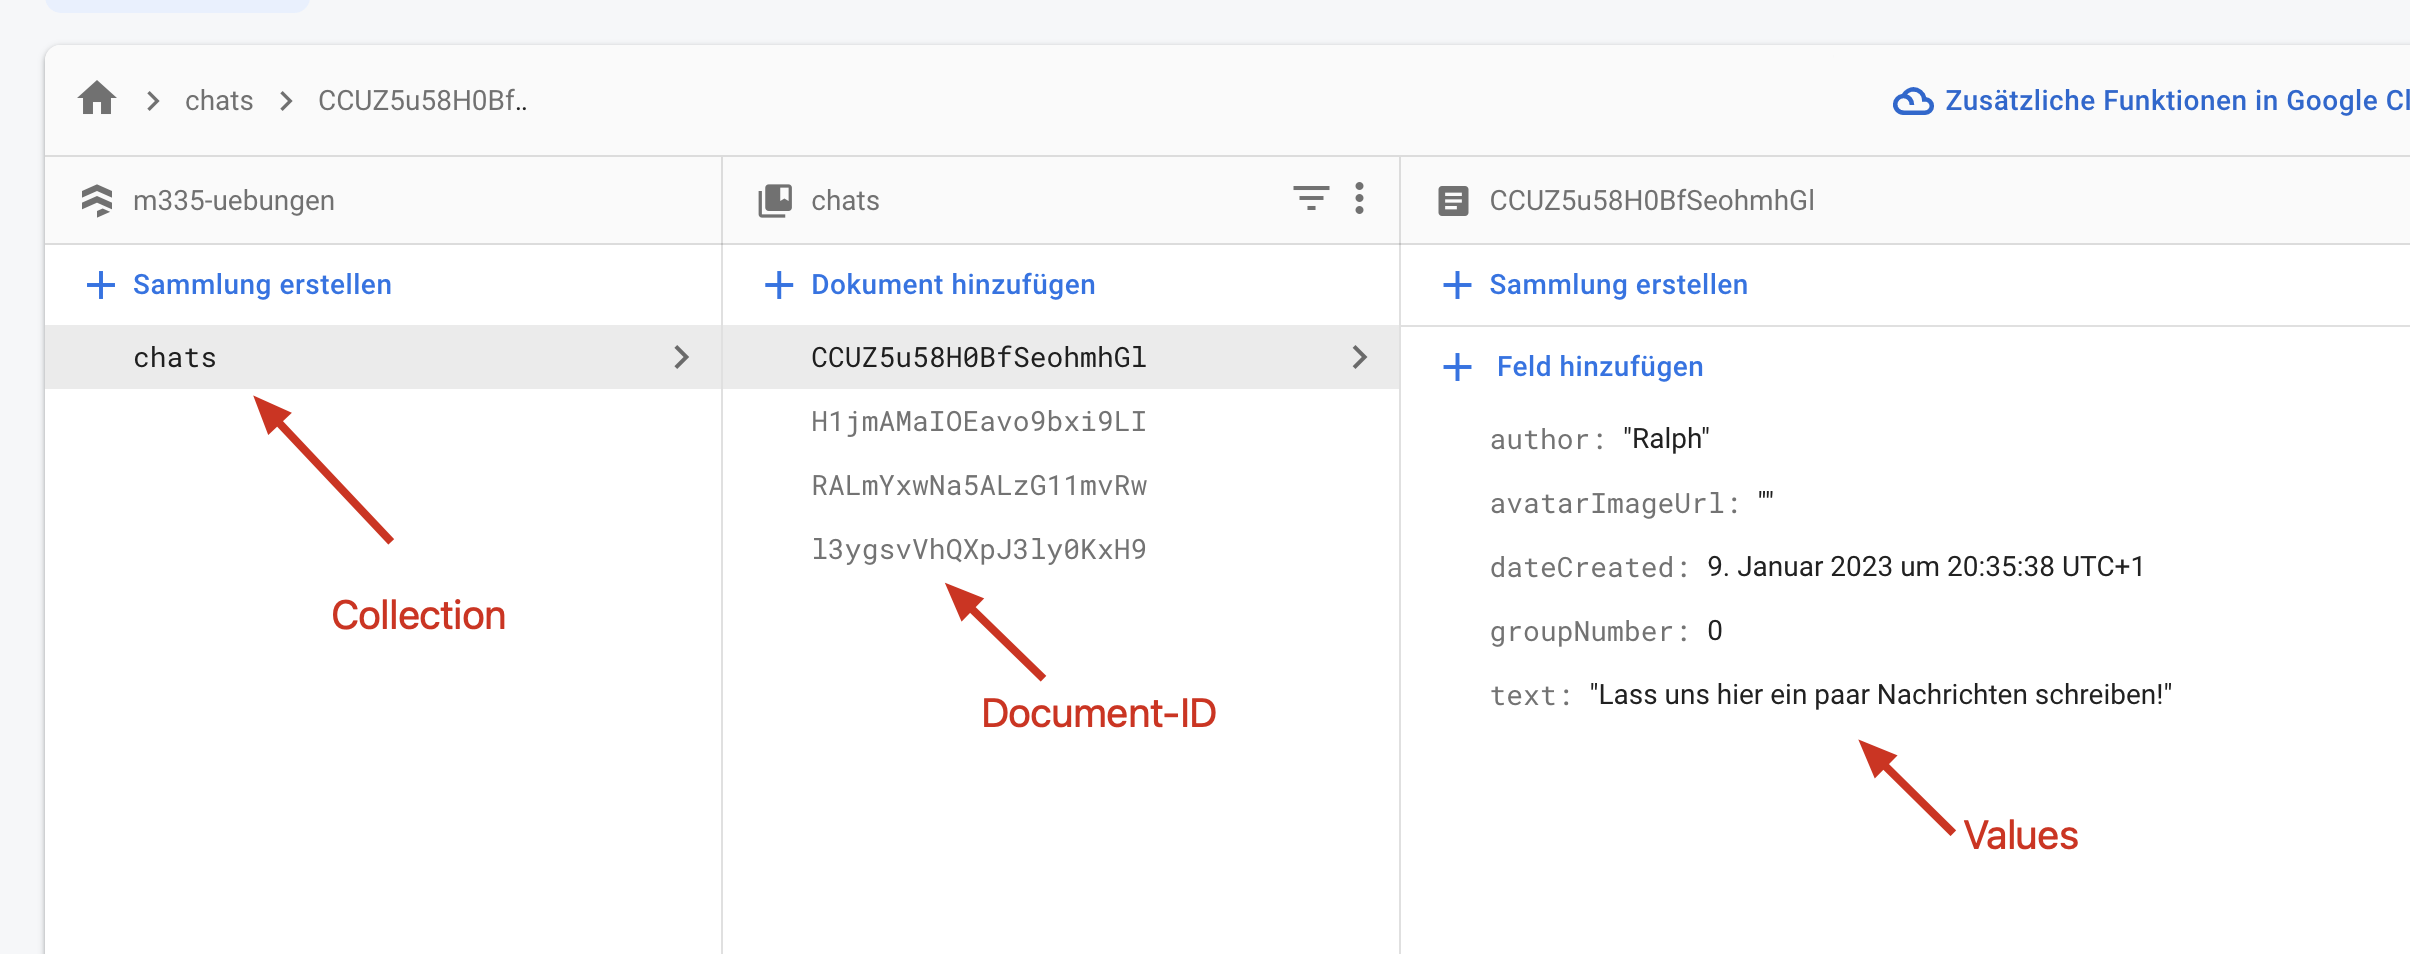 chats CCUZ5u58H0Bf..
Zusätzliche Funktionen in Google Cl
m335-uebungen
chats
CCUZ5u58H0BfSeohmhGl
Sammlung erstellen
Dokument hinzufügen
Sammlung erstellen
chats
CCUZ5u58H0BfSeohmhGl
H1jmAMaIOEavo9bxi9LI
RALmYxwNa5ALzG11mvRw
l3ygsvVhQXpJ3ly0KxH9
Feld hinzufügen
author: "Ralph"
avatarImageUrl: ""
dateCreated: 9. Januar 2023 um 20:35:38 UTC+1
groupNumber: 0
text: "Lass uns hier ein paar Nachrichten schreiben!"
Collection
Document-ID
Values